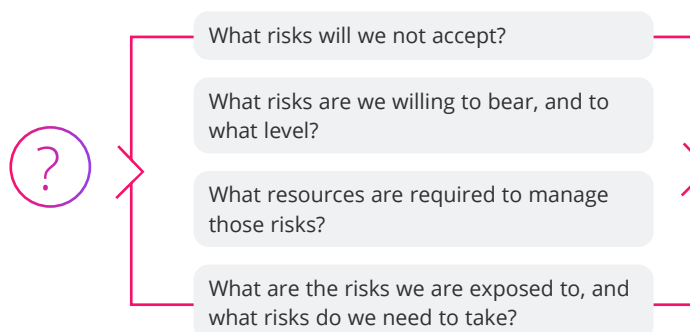 ?
What risks will we not accept?
What risks are we willing to bear, and to
what level?
What resources are required to manage
those risks?
What are the risks we are exposed to, and
what risks do we need to take?